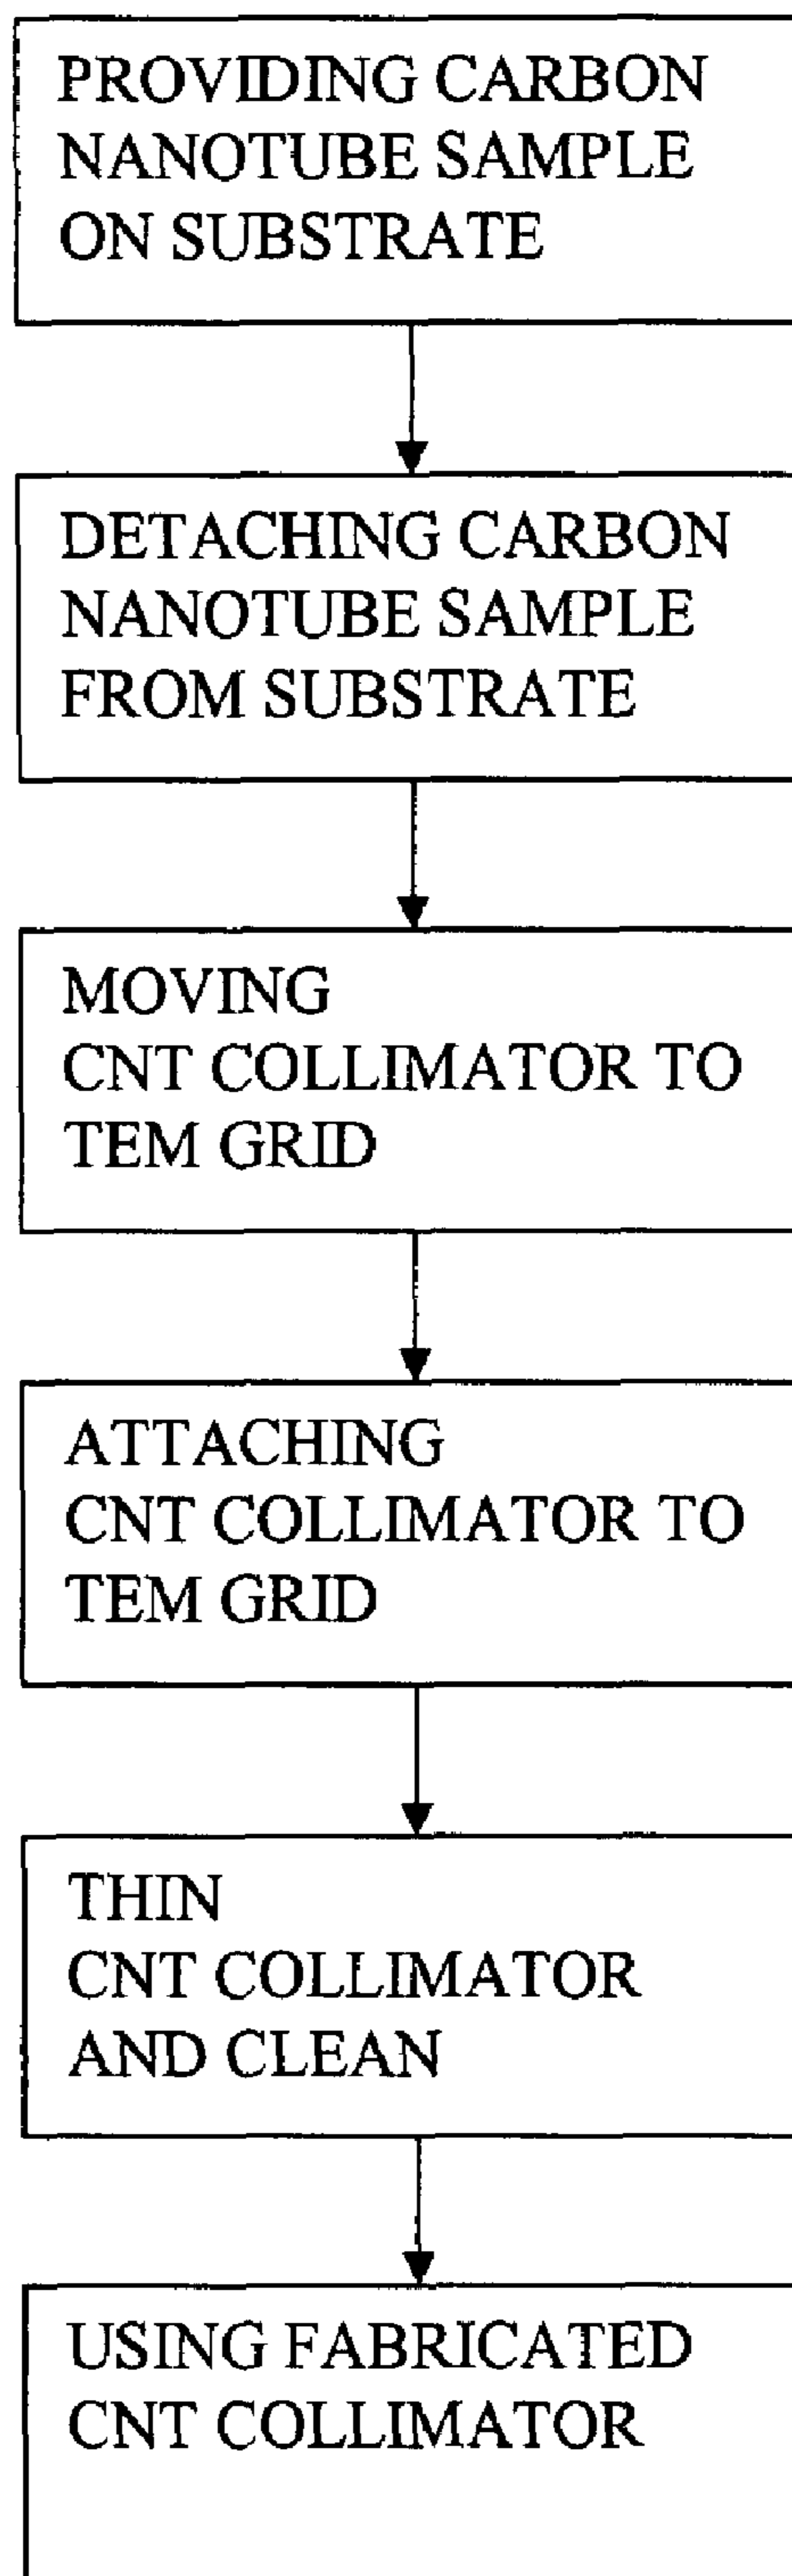 PROVIDING CARBON
NANOTUBE SAMPLE
ON SUBSTRATE
DETACHING CARBON
NANOTUBE SAMPLE
FROM SUBSTRATE
MOVING
CNT COLLIMATOR TO
TEM GRID
ATTACHING
CNT COLLIMATOR TO
TEM GRID
THIN
CNT COLLIMATOR
AND CLEAN
USING FABRICATED
CNT COLLIMATOR